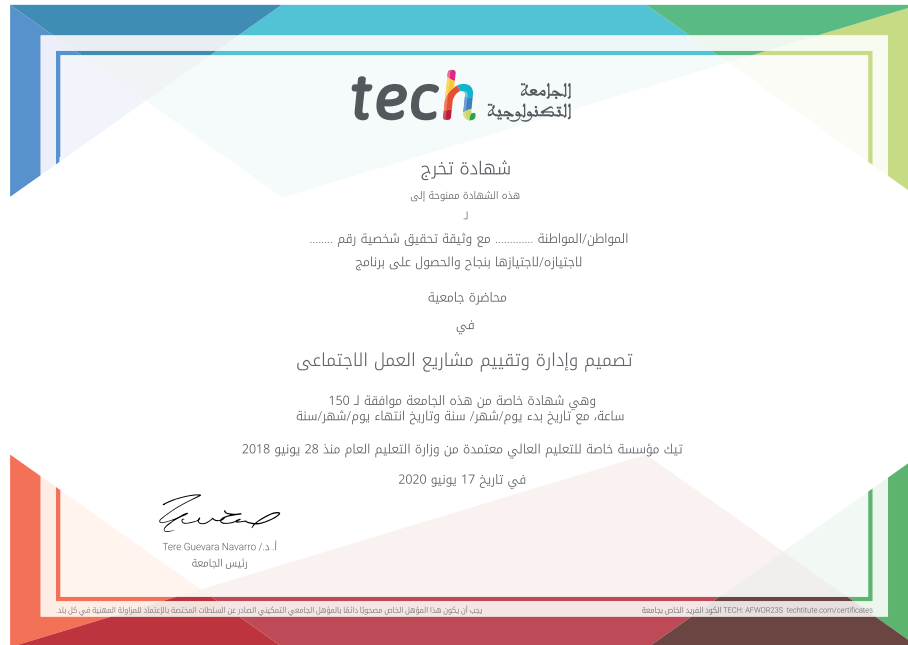 tech الجامعة
التكنولوجية
شهادة تخرج
هذه الشهادة ممنوحة إلى
لـ
المواطن/المواطنة ............. مع وثيقة تحقيق شخصية رقم ........
لاجتيازه/لاجتيازها بنجاح والحصول على برنامج
محاضرة جامعية
في
تصميم وإدارة وتقييم مشاريع العمل الاجتماعى
وهي شهادة خاصة من هذه الجامعة موافقة لـ 150
ساعة، مع تاريخ بدء يوم/شهر/ سنة وتاريخ انتهاء يوم/شهر/سنة
تيك مؤسسة خاصة للتعليم العالي معتمدة من وزارة التعليم العام منذ 28 يونيو 2018
في تاريخ 17 يونيو 2020
أ. د./ Tere Guevara Navarro
رئيس الجامعة
يجب أن يكون هذا المؤهل الخاص مصحوبًا دائمًا بالمؤهل الجامعي التمكيني الصادر عن السلطات المختصة بالإعتماد للمزاولة المهنية في كل بلد.
الكود الفريد الخاص بجامعة TECH: AFWOR23S techtitute.com/certificates